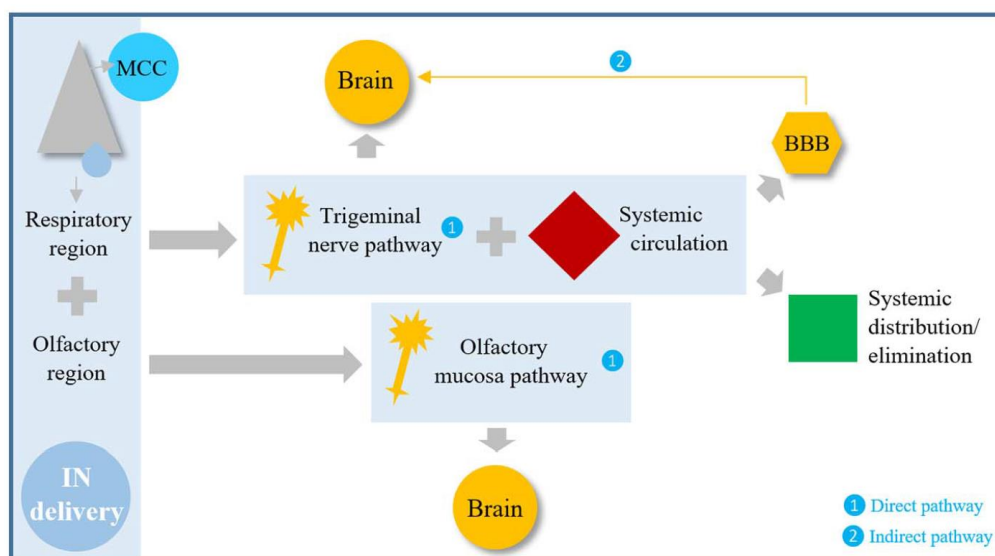 MCC
Respiratory
region
Olfactory
region
IN
delivery
Brain
2
BBB
Trigeminal
nerve pathway
1
Systemic
circulation
Systemic
distribution/
elimination
Olfactory
mucosa pathway
1
Brain
1 Direct pathway
2 Indirect pathway